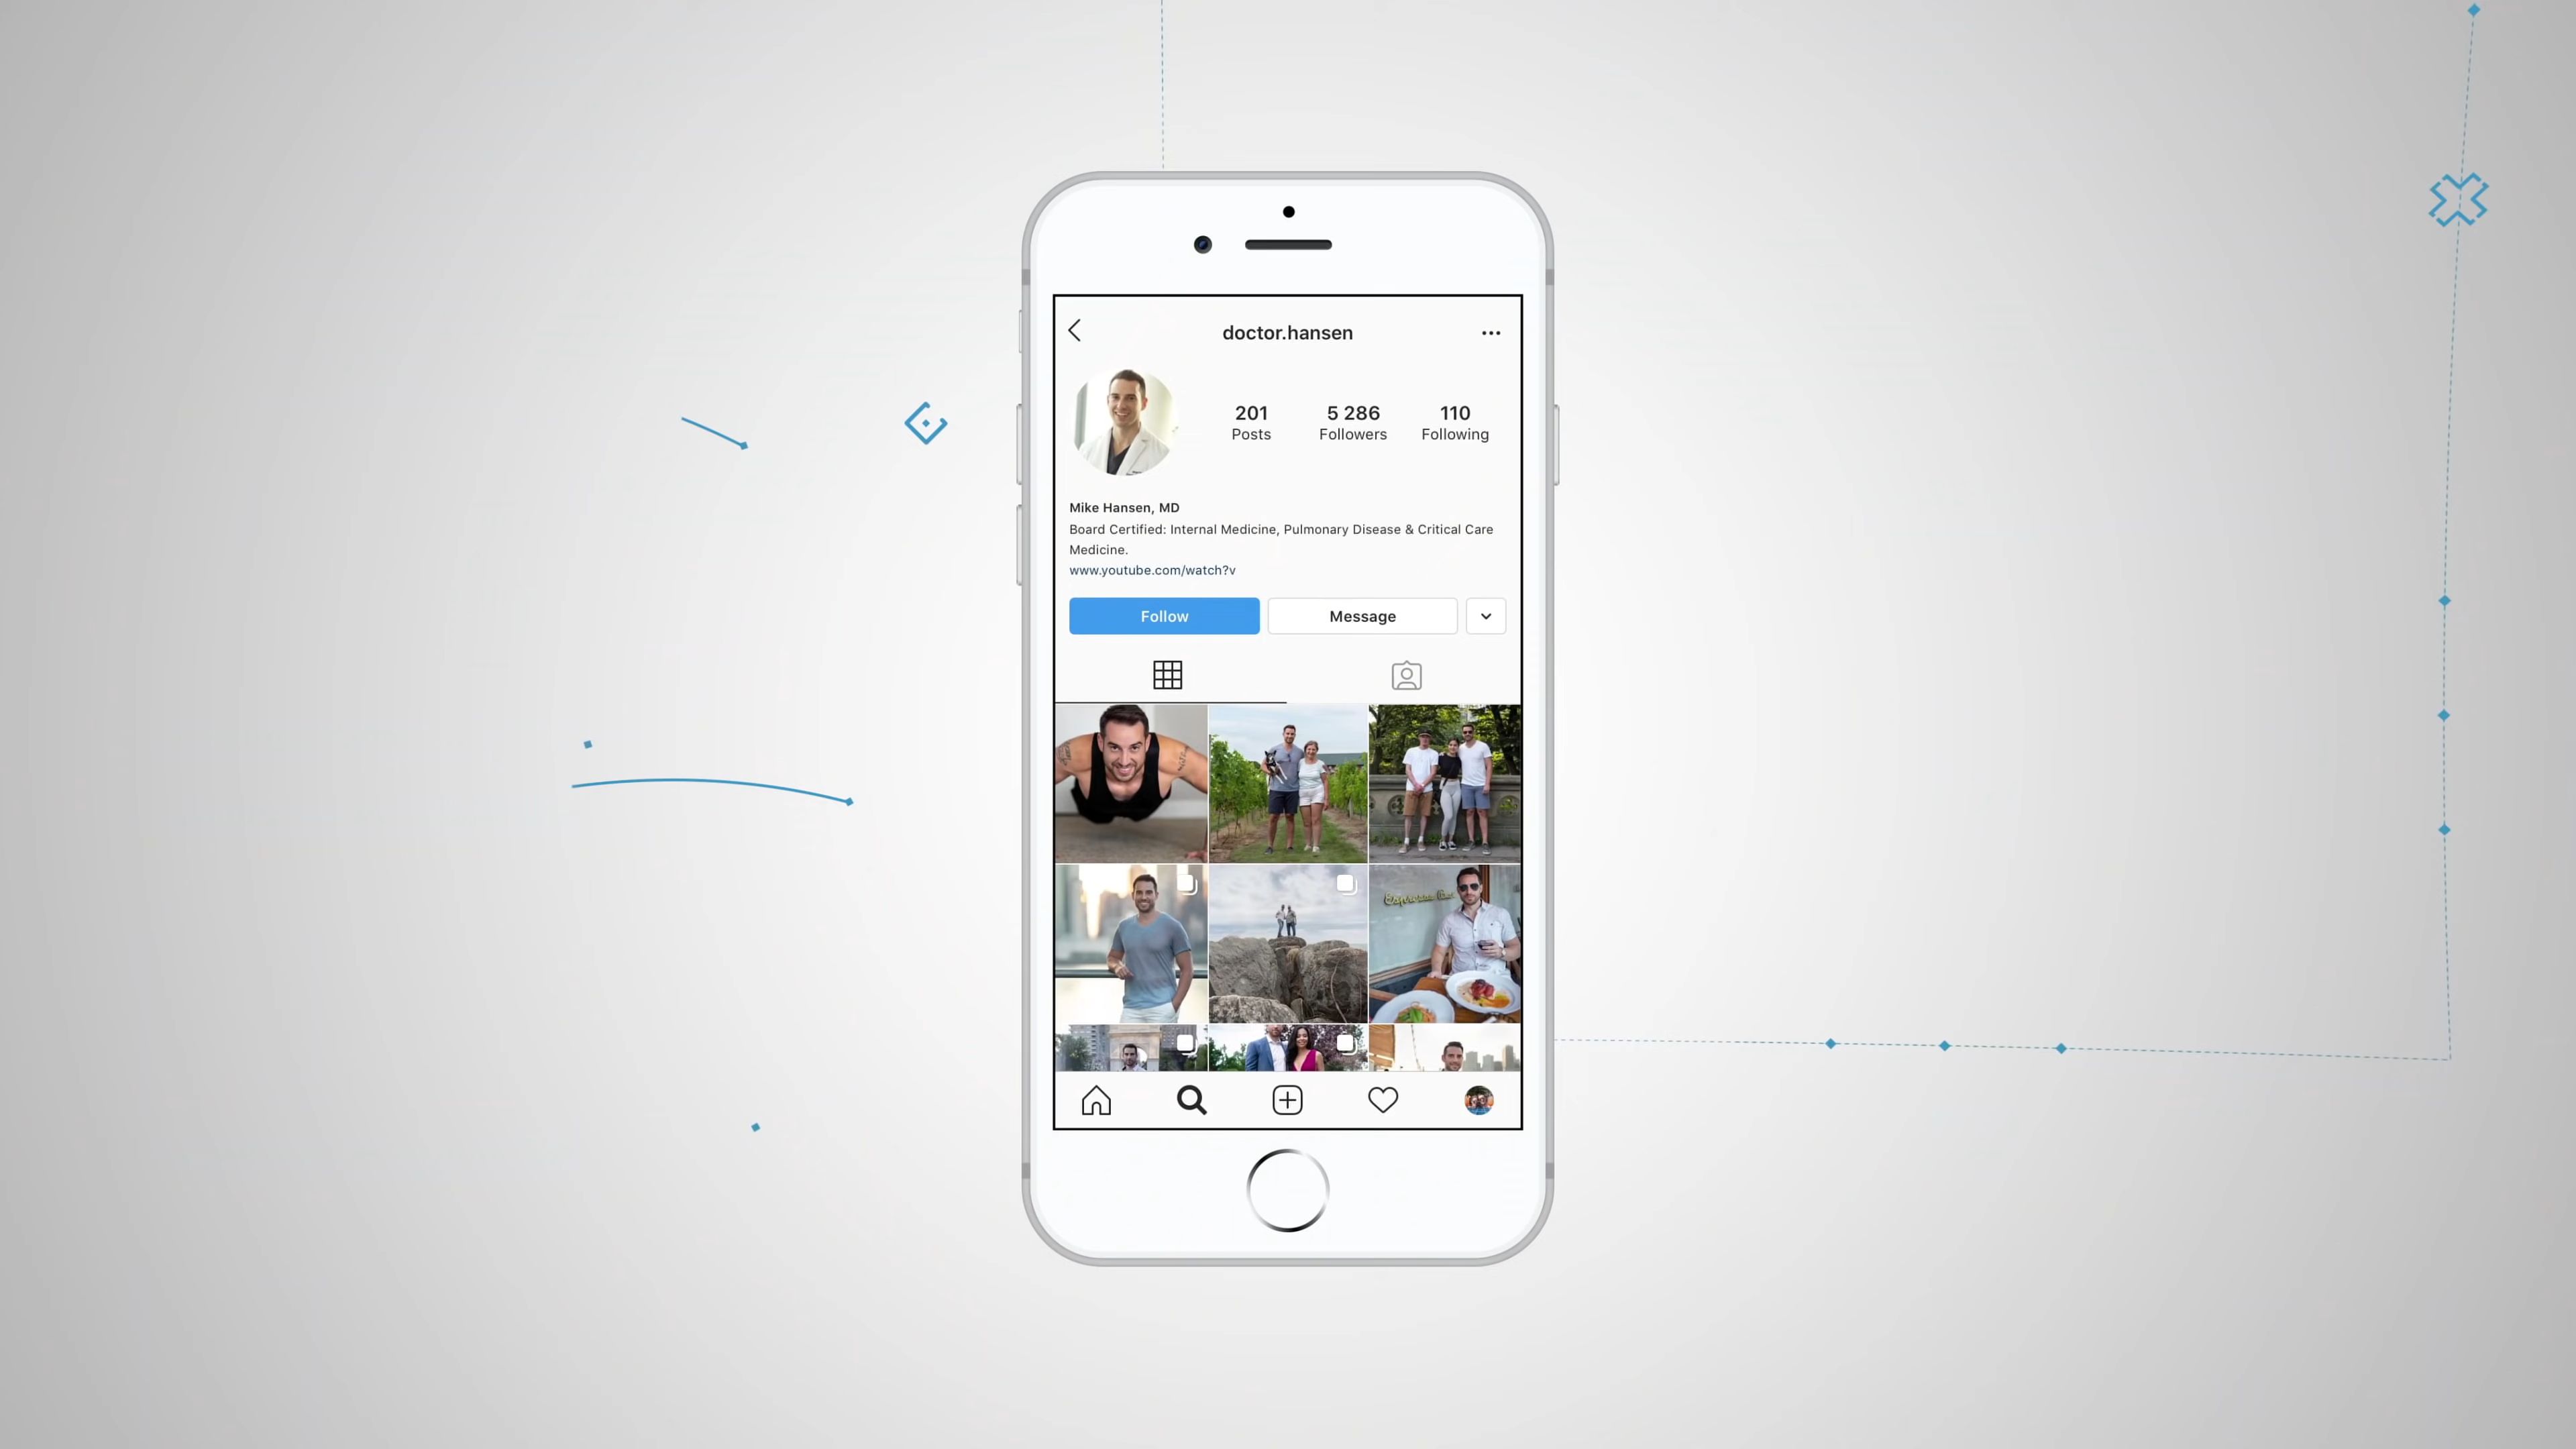 doctor.hansen
201 5 286 110
Posts Followers Following
Mike Hansen, MD
Board Certified: Internal Medicine, Pulmonary Disease & Critical Care
Medicine.
www.youtube.com/watch?v
Follow Message